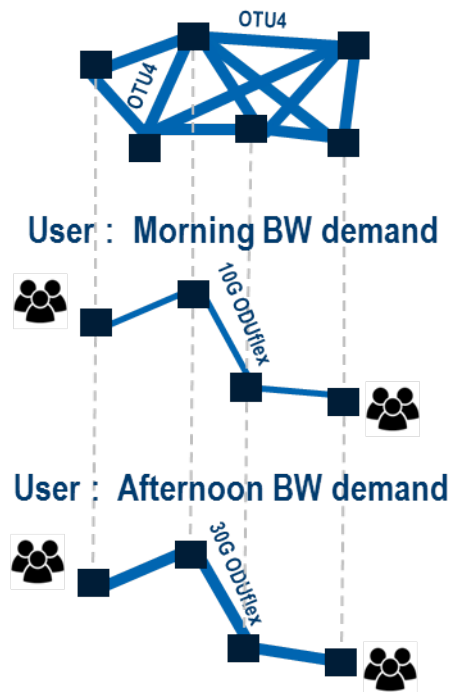 OTU4
OTU4
User : Morning BW demand
10G ODUflex
User : Afternoon BW demand
30G ODUflex